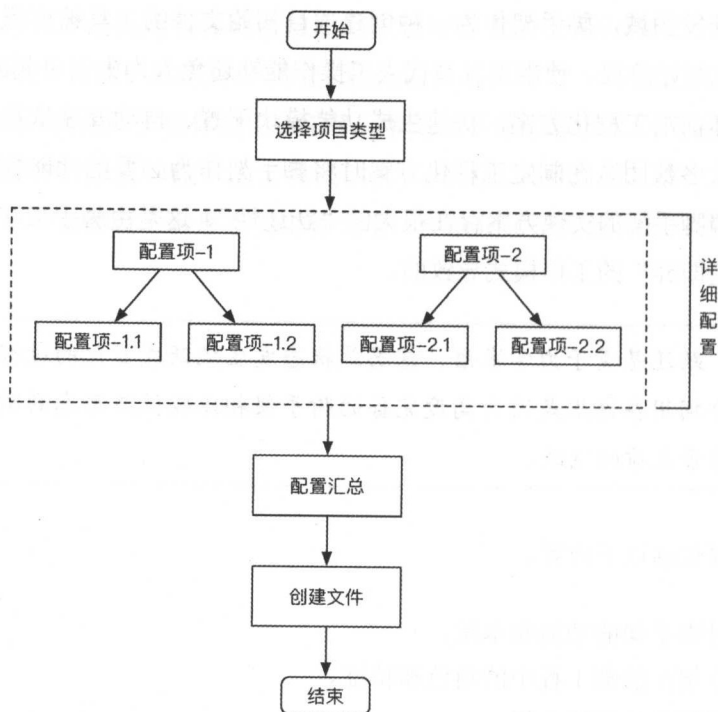 开始
选择项目类型
配置项-1
配置项-2
配置项-1.1
配置项-1.2
配置项-2.1
配置项-2.2
详细配置
配置汇总
创建文件
结束